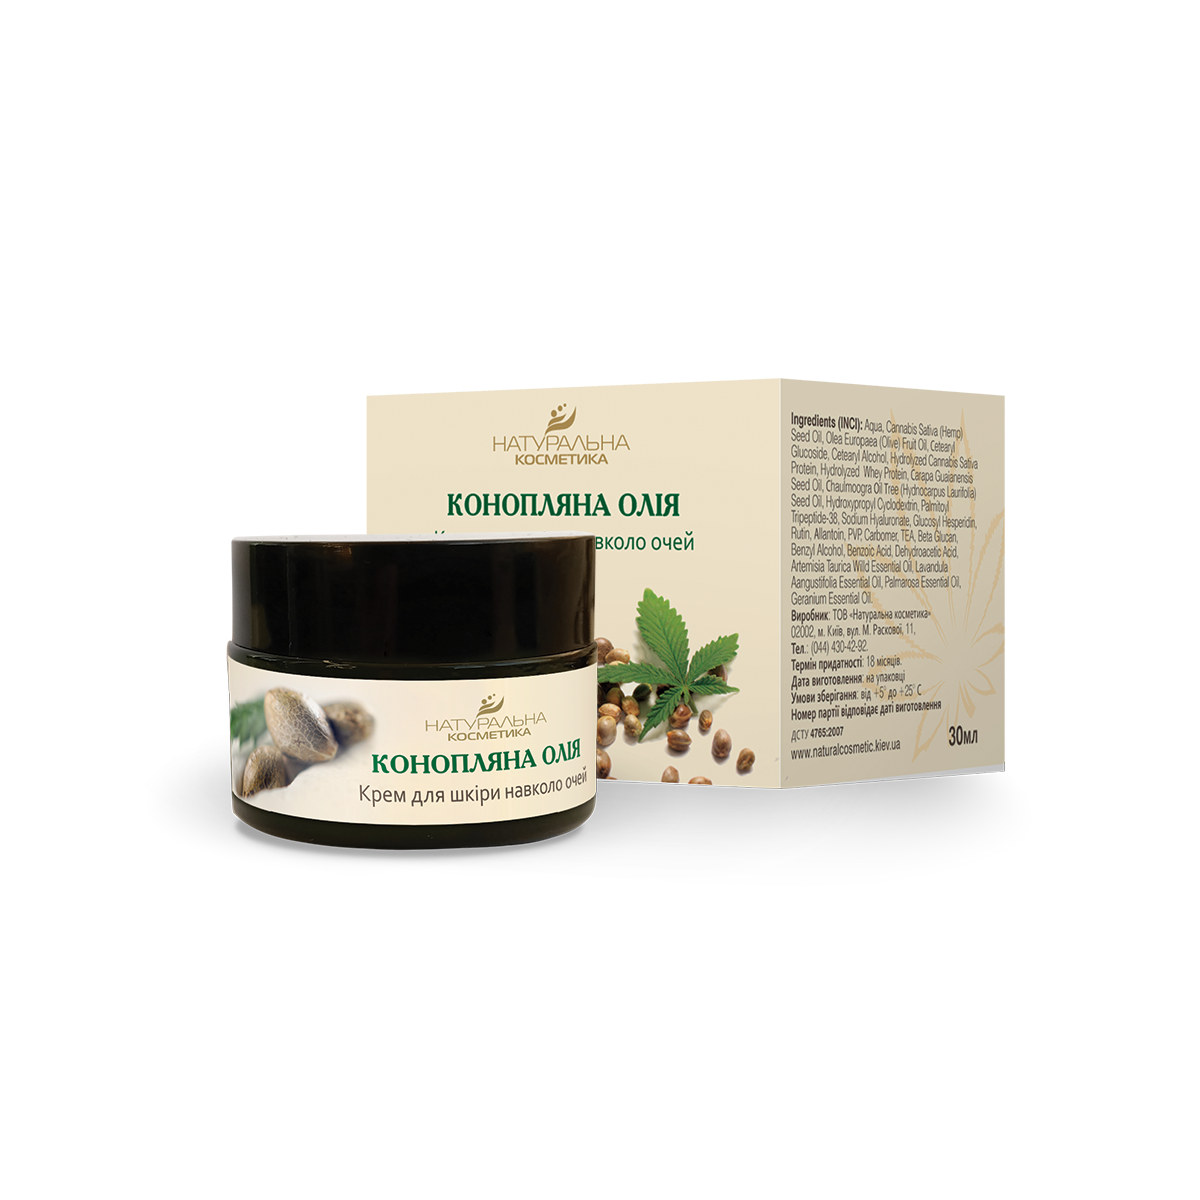 НАТУРАЛЬНА
КОСМЕТИКА
КОНОПЛЯНА ОЛІЯ
навколо очей
Ingredients (INCI): Aqua, Cannabis Sativa (Hemp)
Seed Oil, Olea Europaea (Olive) Fruit Oil, Cetearyl
Glucoside, Cetearyl Alcohol, Hydrolyzed Cannabis Sativa
Protein, Hydrolyzed Whey Protein, Carapa Guaianensis
Seed Oil, Chaulmoogra Oil Tree (Hydnocarpus Laurifolia)
Seed Oil, Hydroxypropyl Cyclodextrin, Palmitoyl
Tripeptide-38, Sodium Hyaluronate, Glucosyl Hesperidin,
Rutin, Allantoin, PVP, Carbomer, TEA, Beta Glucan,
Benzyl Alcohol, Benzoic Acid, Dehydroacetic Acid,
Artemisia Taurica Wild Essential Oil, Lavandula
Aangustifolia Essential Oil, Palmarosa Essential Oil,
Geranium Essential Oil.
Виробник: ТОВ «Натуральна косметика»
02002, м. Київ, вул. М. Раскової, 11,
Тел.: (044) 430-42-92.
Термін придатності: 18 місяців.
Дата виготовлення: на упаковці
Умови зберігання: від +5° до +25° С
Номер партії відповідає даті виготовлення
ДСТУ 4765:2007
www.naturalcosmetic.kiev.ua
30мл
НАТУРАЛЬНА
КОСМЕТИКА
КОНОПЛЯНА ОЛІЯ
Крем для шкіри навколо очей